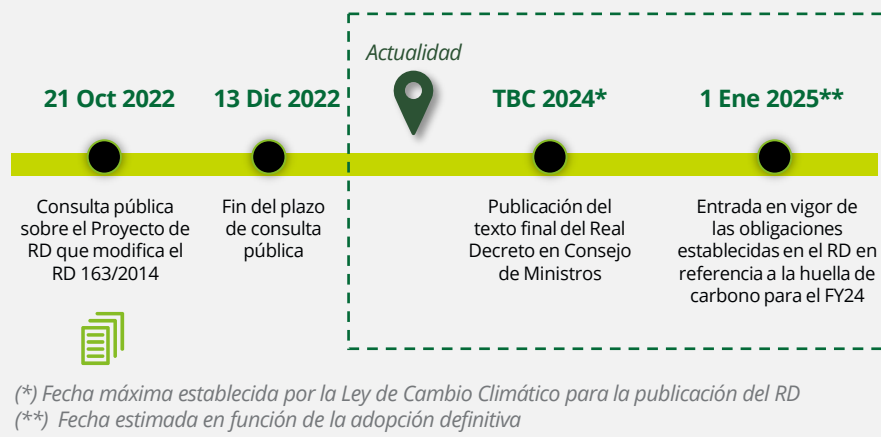 Actualidad
21 Oct 2022
13 Dic 2022
TBC 2024*
1 Ene 2025**
Consulta pública
sobre el Proyecto de
RD que modifica el
RD 163/2014
Fin del plazo
de consulta
pública
Publicación del
texto final del Real
Decreto en Consejo
de Ministros
Entrada en vigor de
las obligaciones
establecidas en el RD en
referencia a la huella de
carbono para el FY24
(*) Fecha máxima establecida por la Ley de Cambio Climático para la publicación del RD
(**) Fecha estimada en función de la adopción definitiva